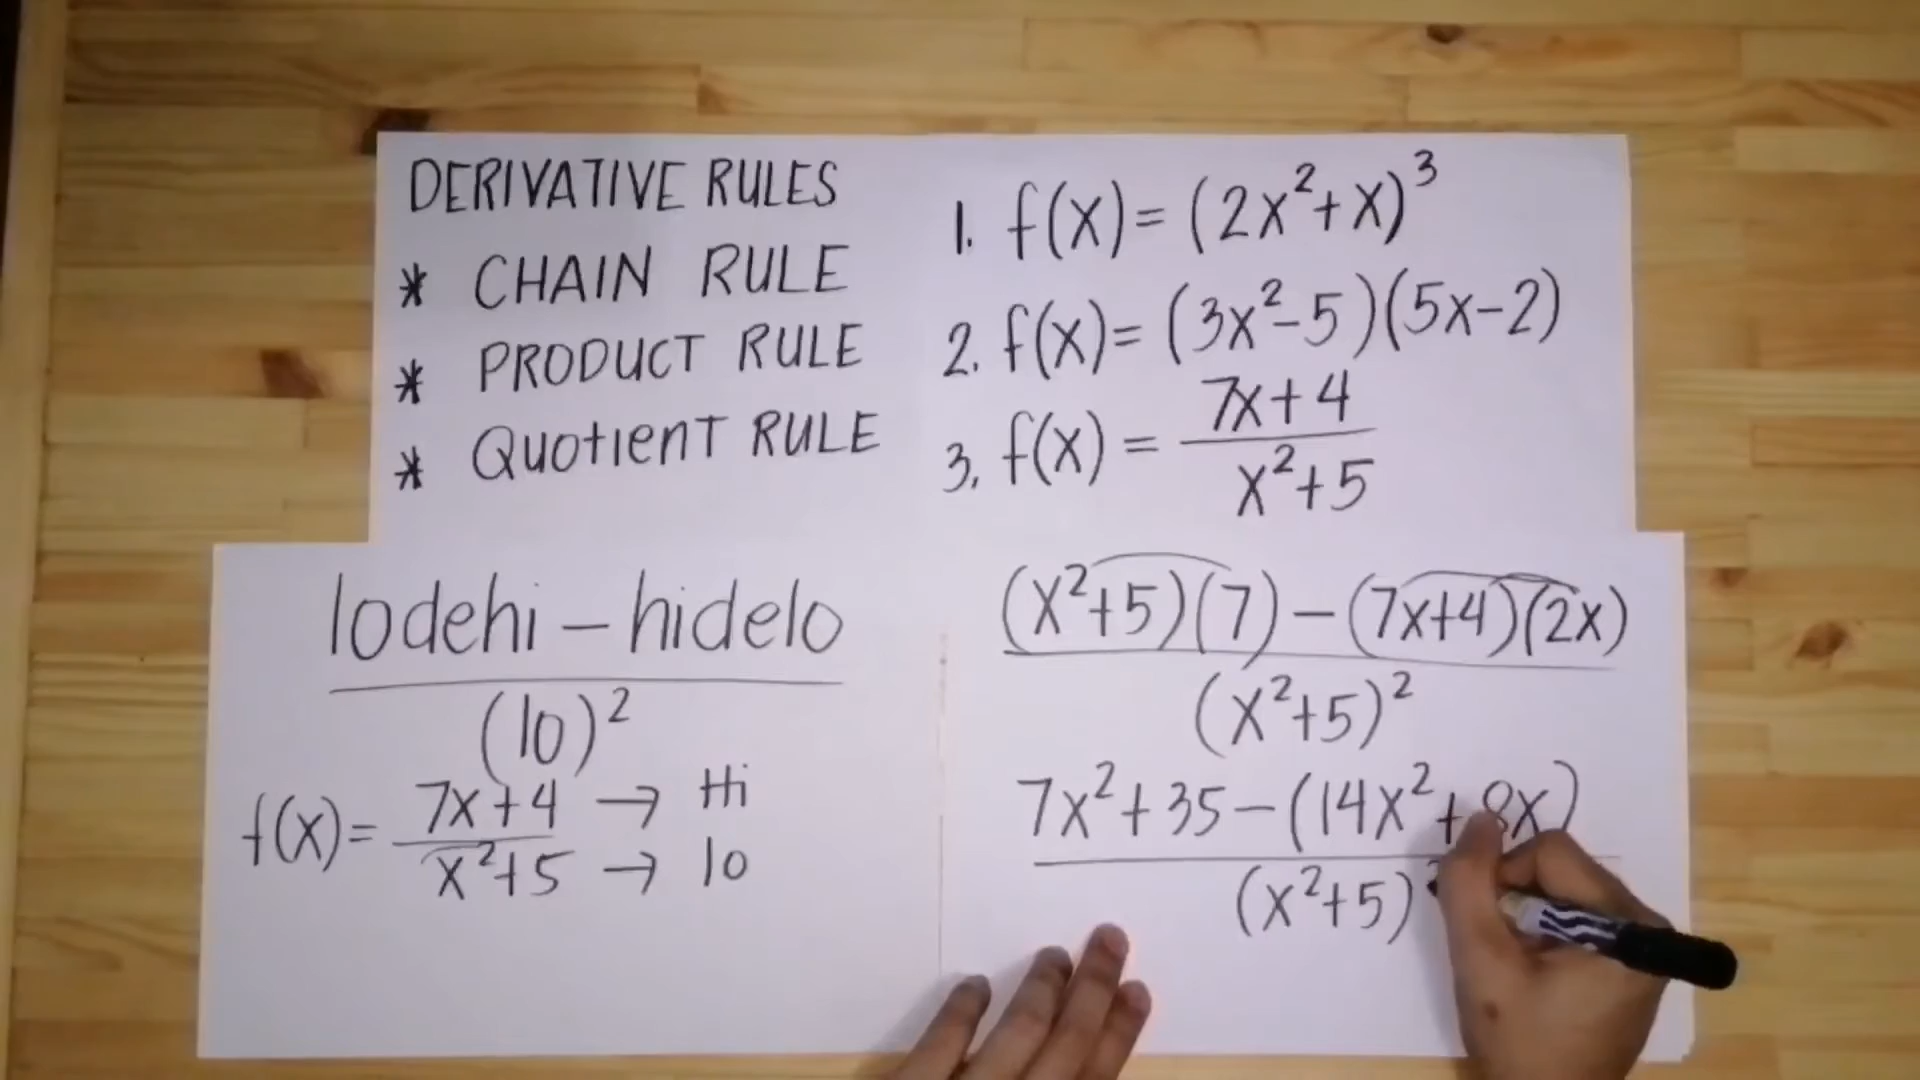 DERIVATIVE RULES
* CHAIN RULE
* PRODUCT RULE
* QuotienT RULE
1. f(x) = (2x²+x)³
2. f(x) = (3x²-5)(5x-2)
3. f(x) = 7x+4
x²+5
lodehi - hidelo
(lo)²
f(x) = 7x+4 → Hi
x²+5 → lo
(x²+5)(7) - (7x+4)(2x)
(x²+5)²
7x²+35-(14x²+8x)
(x²+5)²